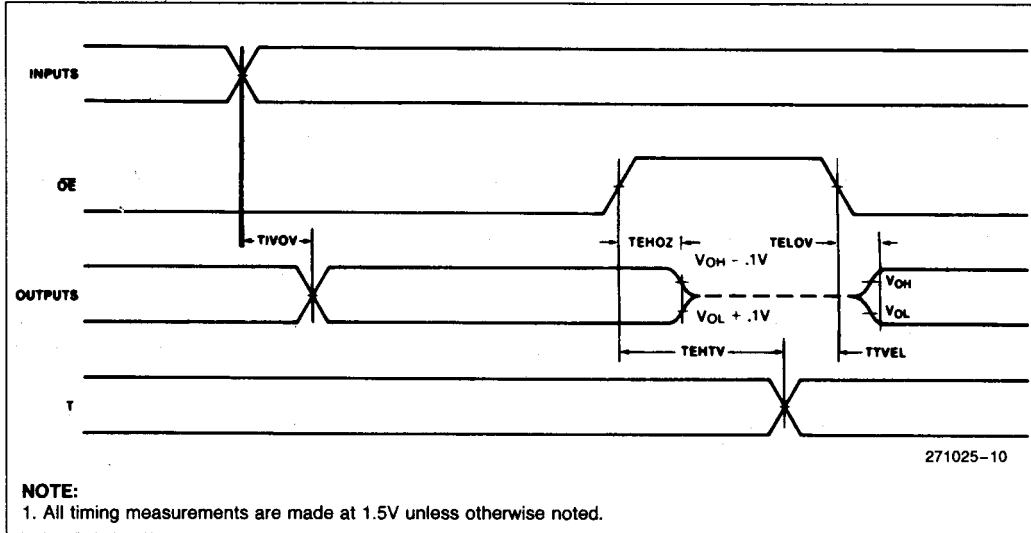 INPUTS
OE
TIVOV
TEHOZ
TELOV
VOH - .1V
OUTPUTS
VOH
VOL + .1V
VOL
TEHTV
TTVEL
T
271025-10
NOTE:
1. All timing measurements are made at 1.5V unless otherwise noted.